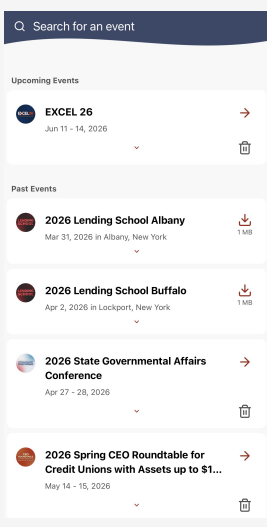 Search for an event
Upcoming Events
EXCEL 26
Jun 11 - 14, 2026
Past Events
2026 Lending School Albany
Mar 31, 2026 in Albany, New York
1 MB
2026 Lending School Buffalo
Apr 2, 2026 in Lockport, New York
1 MB
2026 State Governmental Affairs
Conference
Apr 27 - 28, 2026
2026 Spring CEO Roundtable for
Credit Unions with Assets up to $1...
May 14 - 15, 2026